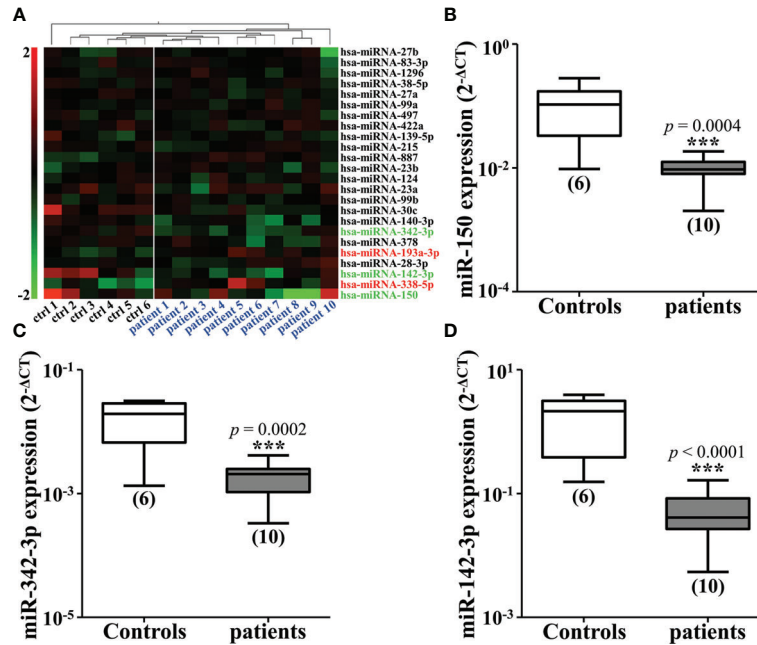 A
2
-2
hsa-miRNA-27b
hsa-miRNA-83-3p
hsa-miRNA-1296
hsa-miRNA-38-5p
hsa-miRNA-27a
hsa-miRNA-99a
hsa-miRNA-497
hsa-miRNA-422a
hsa-miRNA-139-5p
hsa-miRNA-215
hsa-miRNA-887
hsa-miRNA-23b
hsa-miRNA-124
hsa-miRNA-23a
hsa-miRNA-99b
hsa-miRNA-30c
hsa-miRNA-140-3p
hsa-miRNA-342-3p
hsa-miRNA-378
hsa-miRNA-193a-3p
hsa-miRNA-28-3p
hsa-miRNA-142-3p
hsa-miRNA-338-5p
hsa-miRNA-150
ctrl 1
ctrl 2
ctrl 3
ctrl 4
ctrl 5
ctrl 6
patient 1
patient 2
patient 3
patient 4
patient 5
patient 6
patient 7
patient 8
patient 9
patient 10
B
miR-150 expression (2^-ΔCT)
10^0
10^-2
10^-4
p = 0.0004
***
(6)
(10)
Controls
patients
C
miR-342-3p expression (2^-ΔCT)
10^-1
10^-3
10^-5
p = 0.0002
***
(6)
(10)
Controls
patients
D
miR-142-3p expression (2^-ΔCT)
10^1
10^-1
10^-3
p < 0.0001
***
(6)
(10)
Controls
patients